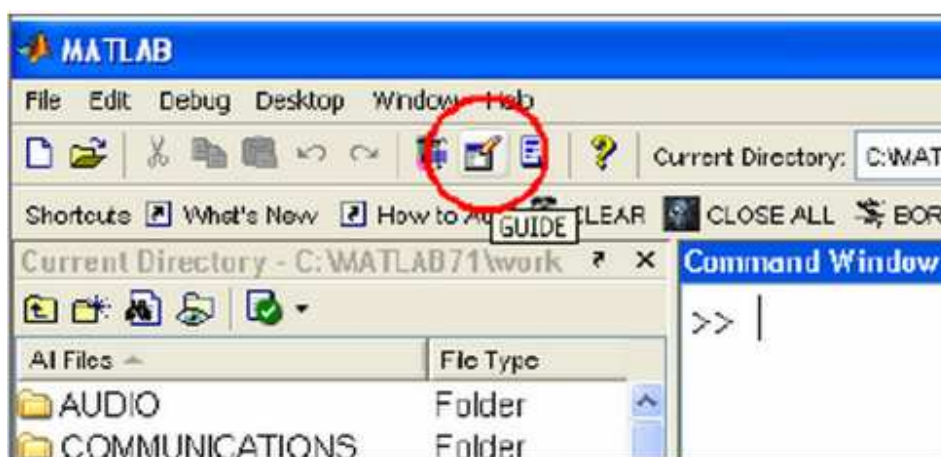 MATLAB
File Edit Debug Desktop Window Help
Current Directory: C:\MAT
Shortcuts What's New How to A CLEAR CLOSE ALL
GUIDE
Current Directory - C:\MATLAB71\work
Command Window
>>
All Files File Type
AUDIO Folder
COMMUNICATIONS Folder